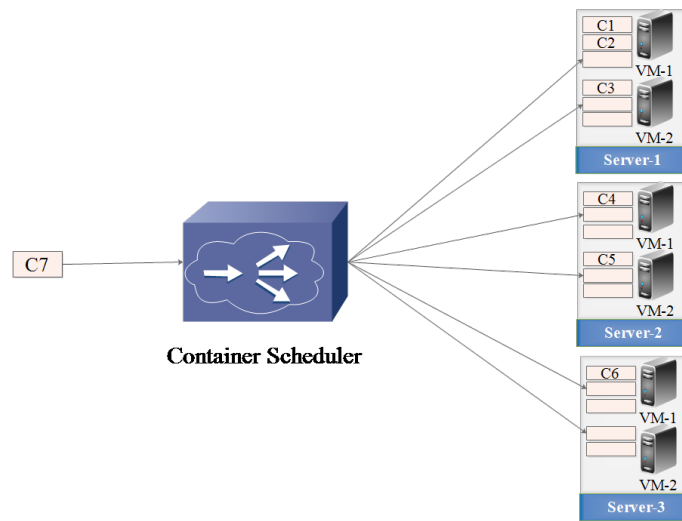 C1
C2
VM-1
C3
VM-2
Server-1
C4
VM-1
C5
VM-2
Server-2
C7
Container Scheduler
C6
VM-1
VM-2
Server-3